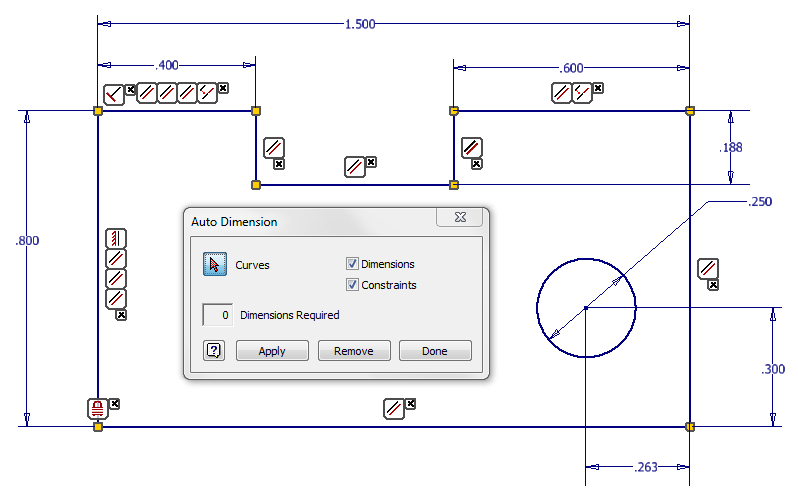 1.500
.400
.600
.188
.250
.800
Auto Dimension
Curves
Dimensions
Constraints
0 Dimensions Required
? Apply Remove Done
.300
.263